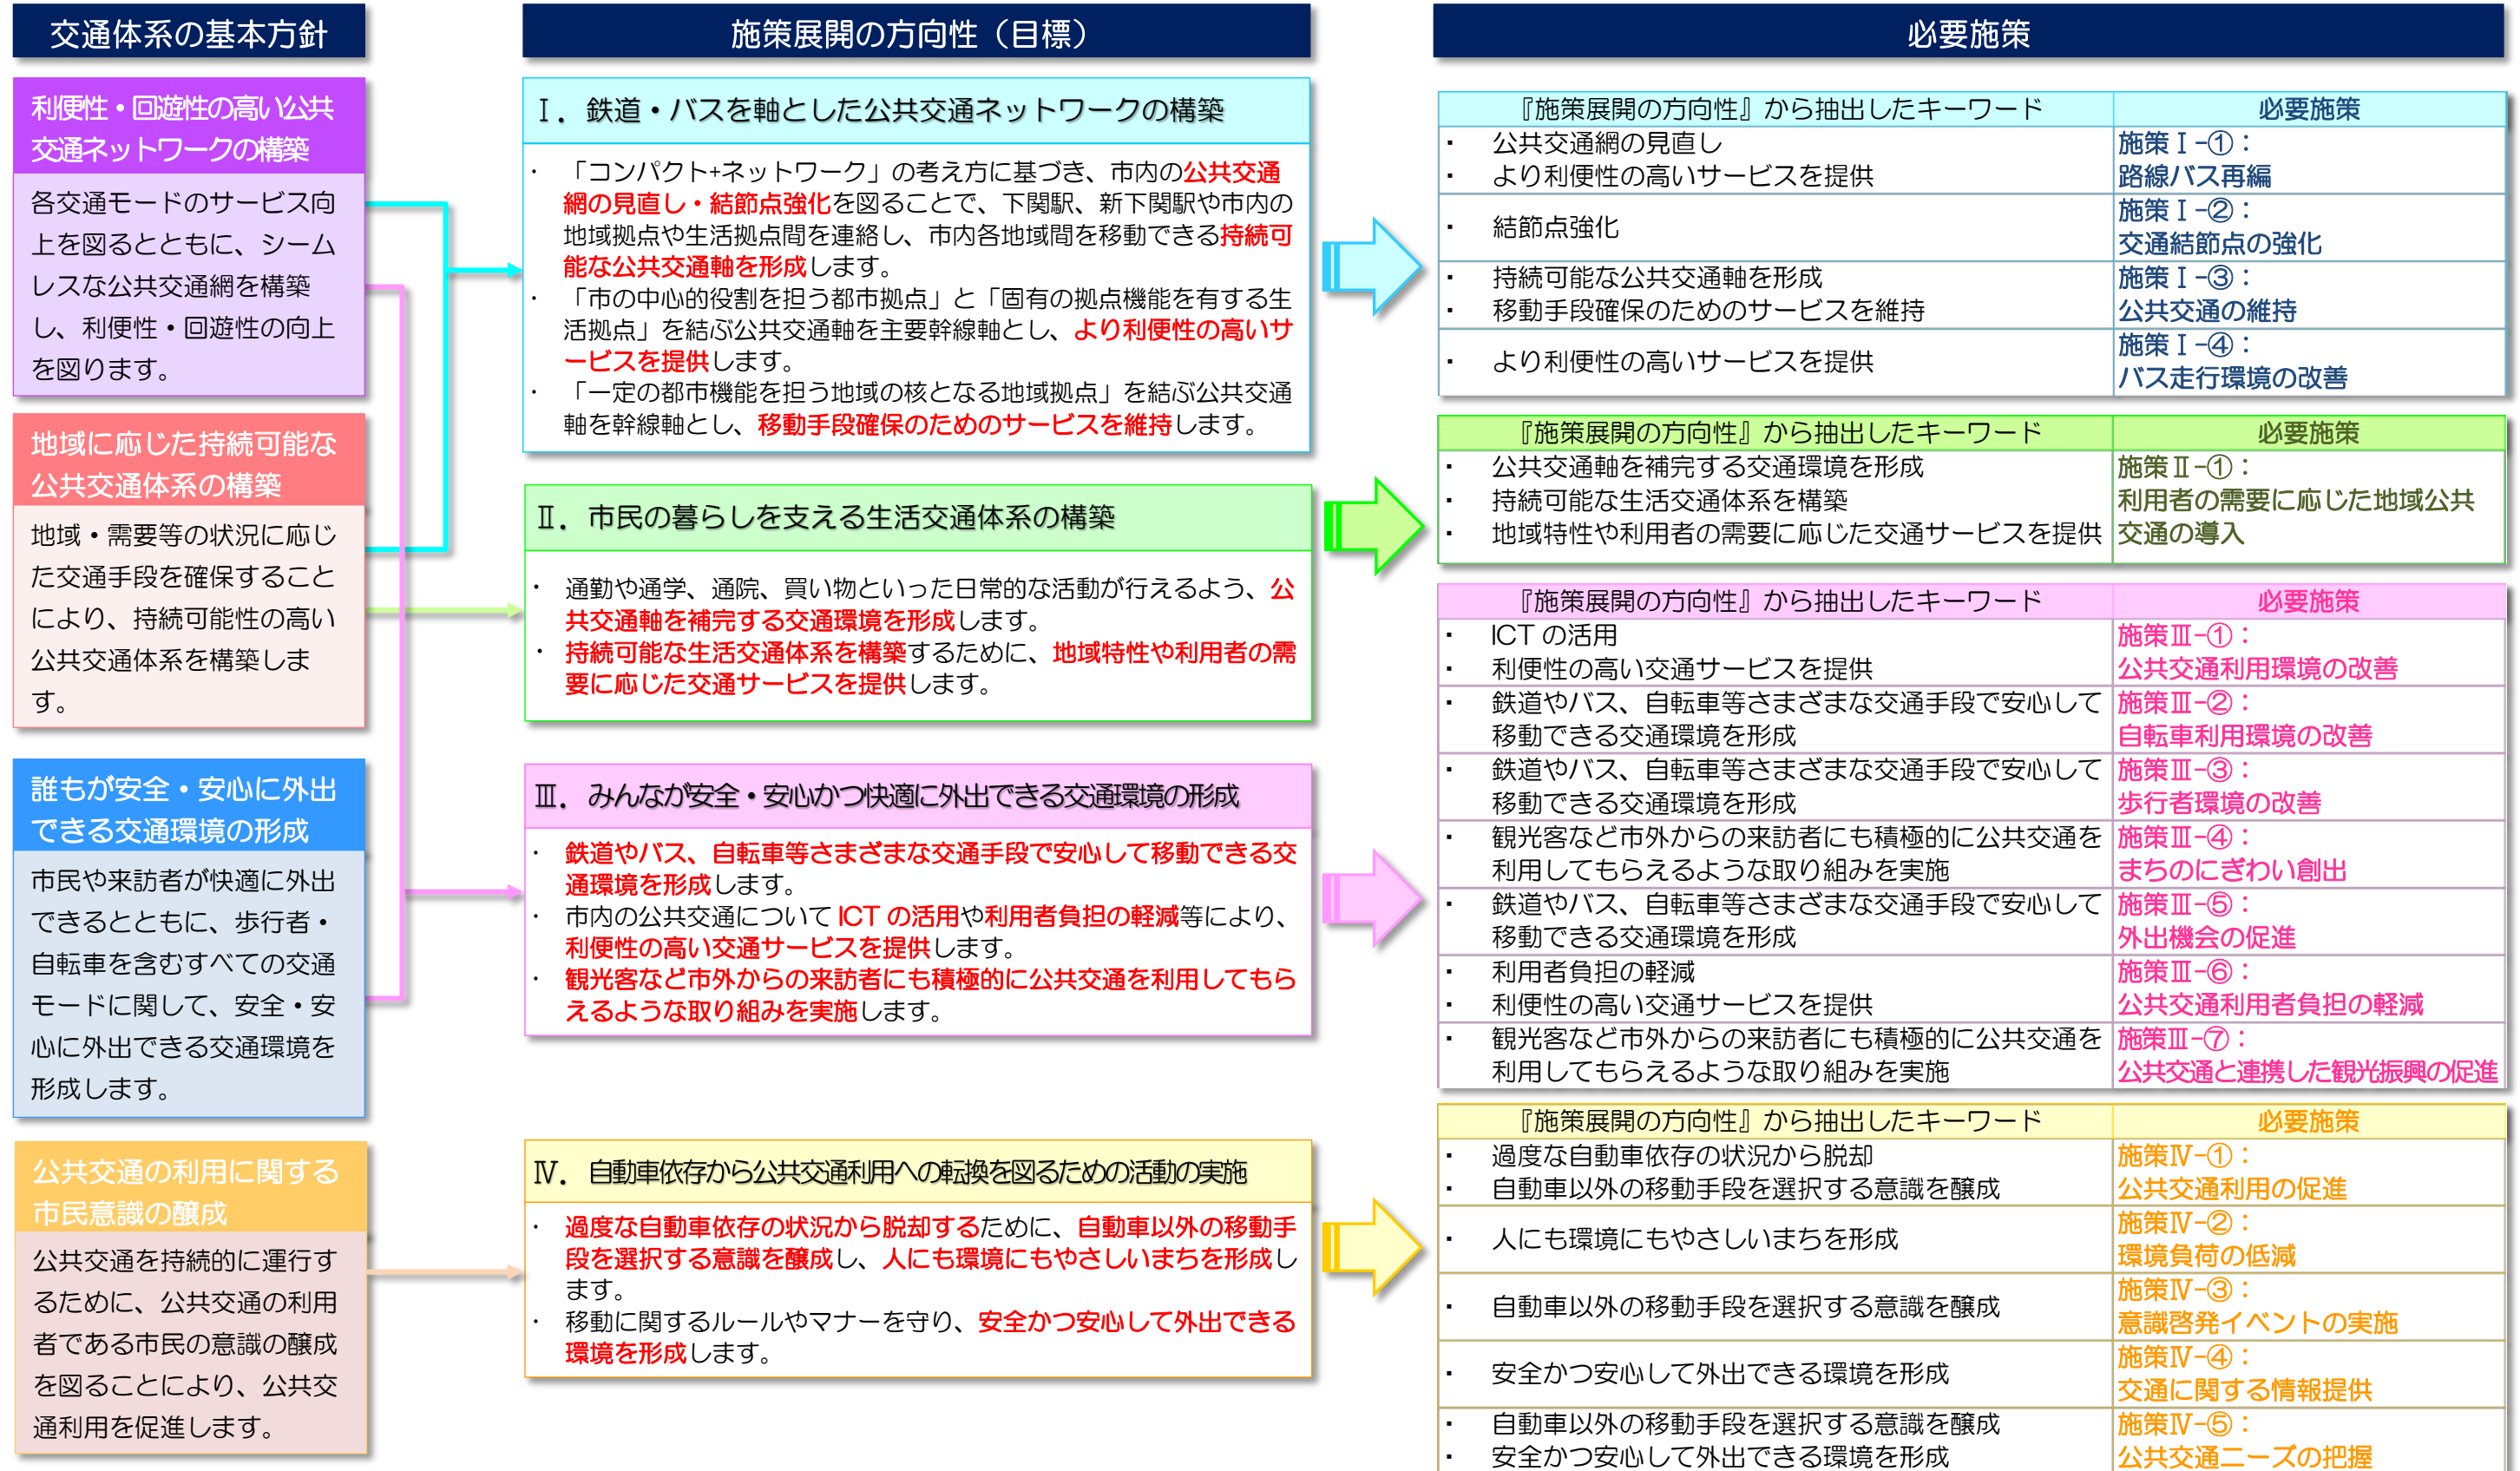 交通体系の基本方針
利便性・回遊性の高い公共
交通ネットワークの構築
各交通モードのサービス向
上を図るとともに、シーム
レスな公共交通網を構築
し、利便性・回遊性の向上
を図ります。
地域に応じた持続可能な
公共交通体系の構築
地域・需要等の状況に応じ
た交通手段を確保すること
により、持続可能性の高い
公共交通体系を構築しま
す。
誰もが安全・安心に外出
できる交通環境の形成
市民や来訪者が快適に外出
できるとともに、歩行者・
自転車を含むすべての交通
モードに関して、安全・安
心に外出できる交通環境を
形成します。
公共交通の利用に関する
市民意識の醸成
公共交通を持続的に運行す
るために、公共交通の利用
者である市民の意識の醸成
を図ることにより、公共交
通利用を促進します。
施策展開の方向性（目標）
Ⅰ．鉄道・バスを軸とした公共交通ネットワークの構築
・「コンパクト+ネットワーク」の考え方に基づき、市内の公共交通
網の見直し・結節点強化を図ることで、下関駅、新下関駅や市内の
地域拠点や生活拠点間を連絡し、市内各地域間を移動できる持続可
能な公共交通軸を形成します。
・「市の中心的役割を担う都市拠点」と「固有の拠点機能を有する生
活拠点」を結ぶ公共交通軸を主要幹線軸とし、より利便性の高いサ
ービスを提供します。
・「一定の都市機能を担う地域の核となる地域拠点」を結ぶ公共交通
軸を幹線軸とし、移動手段確保のためのサービスを維持します。
Ⅱ．市民の暮らしを支える生活交通体系の構築
・通勤や通学、通院、買い物といった日常的な活動が行えるよう、公
共交通軸を補完する交通環境を形成します。
・持続可能な生活交通体系を構築するために、地域特性や利用者の需
要に応じた交通サービスを提供します。
Ⅲ．みんなが安全・安心かつ快適に外出できる交通環境の形成
・鉄道やバス、自転車等さまざまな交通手段で安心して移動できる交
通環境を形成します。
・市内の公共交通について ICT の活用や利用者負担の軽減等により、
利便性の高い交通サービスを提供します。
・観光客など市外からの来訪者にも積極的に公共交通を利用してもら
えるような取り組みを実施します。
Ⅳ．自動車依存から公共交通利用への転換を図るための活動の実施
・過度な自動車依存の状況から脱却するために、自動車以外の移動手
段を選択する意識を醸成し、人にも環境にもやさしいまちを形成し
ます。
・移動に関するルールやマナーを守り、安全かつ安心して外出できる
環境を形成します。
必要施策
『施策展開の方向性』から抽出したキーワード 必要施策
・公共交通網の見直し 施策Ⅰ-①：
・より利便性の高いサービスを提供 路線バス再編
・結節点強化
施策Ⅰ-②：
交通結節点の強化
・持続可能な公共交通軸を形成 施策Ⅰ-③：
・移動手段確保のためのサービスを維持 公共交通の維持
・より利便性の高いサービスを提供
施策Ⅰ-④：
バス走行環境の改善
『施策展開の方向性』から抽出したキーワード 必要施策
・公共交通軸を補完する交通環境を形成 施策Ⅱ-①：
・持続可能な生活交通体系を構築 利用者の需要に応じた地域公共
・地域特性や利用者の需要に応じた交通サービスを提供 交通の導入
『施策展開の方向性』から抽出したキーワード 必要施策
・ICT の活用 施策Ⅲ-①：
・利便性の高い交通サービスを提供 公共交通利用環境の改善
・鉄道やバス、自転車等さまざまな交通手段で安心して 施策Ⅲ-②：
移動できる交通環境を形成 自転車利用環境の改善
・鉄道やバス、自転車等さまざまな交通手段で安心して 施策Ⅲ-③：
移動できる交通環境を形成 歩行者環境の改善
・観光客など市外からの来訪者にも積極的に公共交通を 施策Ⅲ-④：
利用してもらえるような取り組みを実施 まちのにぎわい創出
・鉄道やバス、自転車等さまざまな交通手段で安心して 施策Ⅲ-⑤：
移動できる交通環境を形成 外出機会の促進
・利用者負担の軽減 施策Ⅲ-⑥：
・利便性の高い交通サービスを提供 公共交通利用者負担の軽減
・観光客など市外からの来訪者にも積極的に公共交通を 施策Ⅲ-⑦：
利用してもらえるような取り組みを実施 公共交通と連携した観光振興の促進
『施策展開の方向性』から抽出したキーワード 必要施策
・過度な自動車依存の状況から脱却 施策Ⅳ-①：
・自動車以外の移動手段を選択する意識を醸成 公共交通利用の促進
・人にも環境にもやさしいまちを形成
施策Ⅳ-②：
環境負荷の低減
・自動車以外の移動手段を選択する意識を醸成
施策Ⅳ-③：
意識啓発イベントの実施
・安全かつ安心して外出できる環境を形成
施策Ⅳ-④：
交通に関する情報提供
・自動車以外の移動手段を選択する意識を醸成 施策Ⅳ-⑤：
・安全かつ安心して外出できる環境を形成 公共交通ニーズの把握